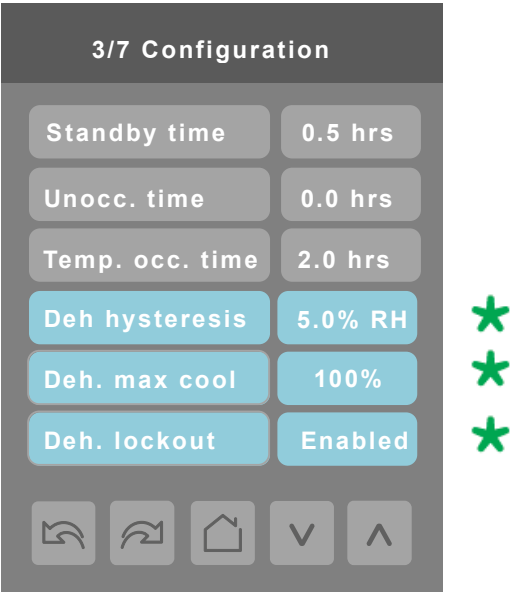 3/7 Configuration
Standby time 0.5 hrs
Unocc. time 0.0 hrs
Temp. occ. time 2.0 hrs
Deh hysteresis 5.0% RH
Deh. max cool 100%
Deh. lockout Enabled